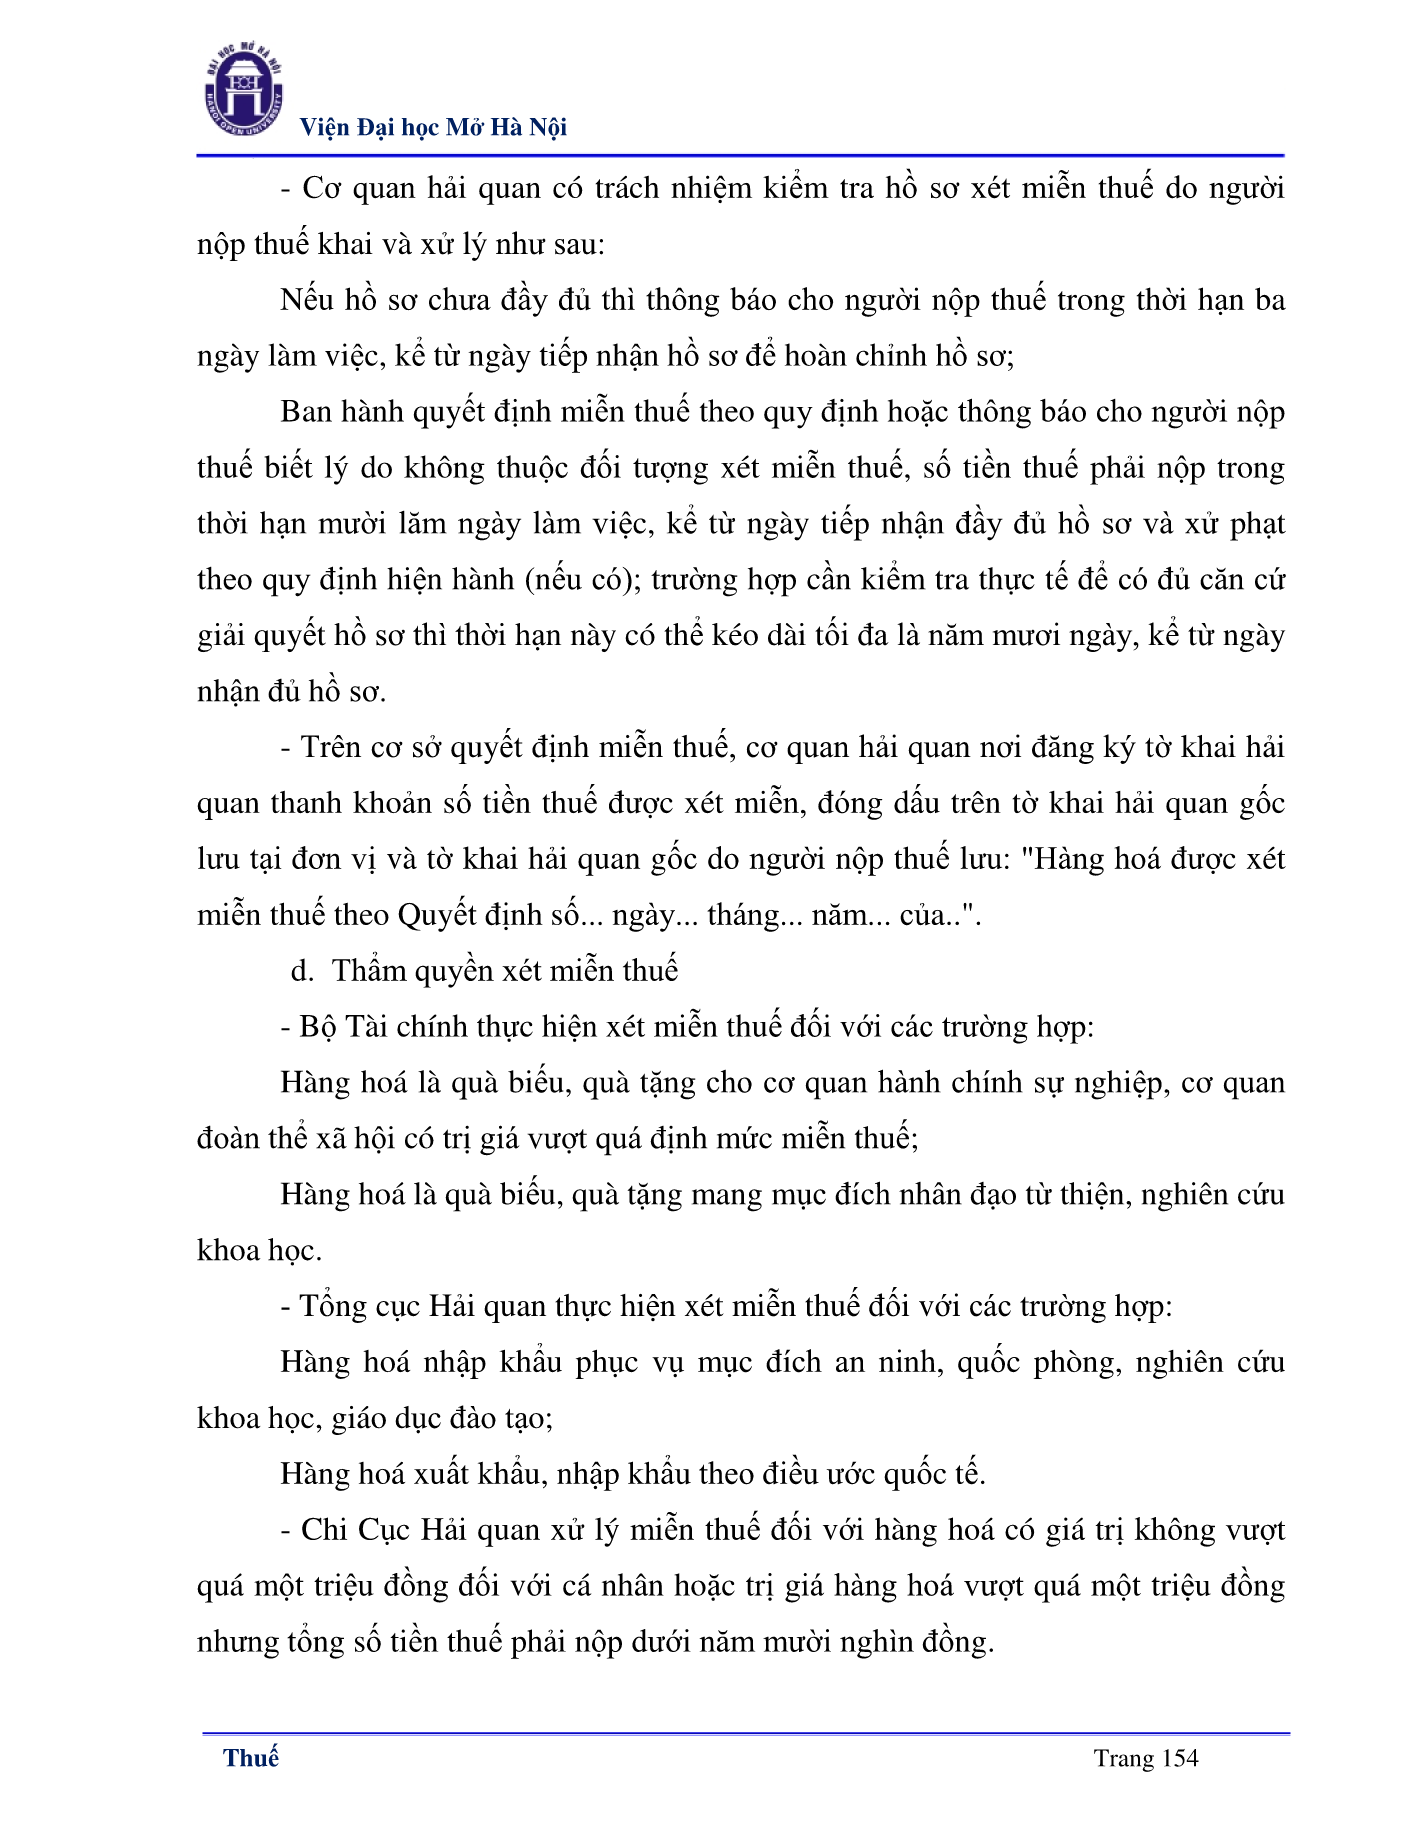 ĐẠI HỌC MỞ HÀ NỘI
HANOI OPEN UNIVERSITY
Viện Đại học Mở Hà Nội
- Cơ quan hải quan có trách nhiệm kiểm tra hồ sơ xét miễn thuế do người
nộp thuế khai và xử lý như sau:
Nếu hồ sơ chưa đầy đủ thì thông báo cho người nộp thuế trong thời hạn ba
ngày làm việc, kể từ ngày tiếp nhận hồ sơ để hoàn chỉnh hồ sơ;
Ban hành quyết định miễn thuế theo quy định hoặc thông báo cho người nộp
thuế biết lý do không thuộc đối tượng xét miễn thuế, số tiền thuế phải nộp trong
thời hạn mười lăm ngày làm việc, kể từ ngày tiếp nhận đầy đủ hồ sơ và xử phạt
theo quy định hiện hành (nếu có); trường hợp cần kiểm tra thực tế để có đủ căn cứ
giải quyết hồ sơ thì thời hạn này có thể kéo dài tối đa là năm mươi ngày, kể từ ngày
nhận đủ hồ sơ.
- Trên cơ sở quyết định miễn thuế, cơ quan hải quan nơi đăng ký tờ khai hải
quan thanh khoản số tiền thuế được xét miễn, đóng dấu trên tờ khai hải quan gốc
lưu tại đơn vị và tờ khai hải quan gốc do người nộp thuế lưu: "Hàng hoá được xét
miễn thuế theo Quyết định số... ngày... tháng... năm... của..".
d. Thẩm quyền xét miễn thuế
- Bộ Tài chính thực hiện xét miễn thuế đối với các trường hợp:
Hàng hoá là quà biếu, quà tặng cho cơ quan hành chính sự nghiệp, cơ quan
đoàn thể xã hội có trị giá vượt quá định mức miễn thuế;
Hàng hoá là quà biếu, quà tặng mang mục đích nhân đạo từ thiện, nghiên cứu
khoa học.
- Tổng cục Hải quan thực hiện xét miễn thuế đối với các trường hợp:
Hàng hoá nhập khẩu phục vụ mục đích an ninh, quốc phòng, nghiên cứu
khoa học, giáo dục đào tạo;
Hàng hoá xuất khẩu, nhập khẩu theo điều ước quốc tế.
- Chi Cục Hải quan xử lý miễn thuế đối với hàng hoá có giá trị không vượt
quá một triệu đồng đối với cá nhân hoặc trị giá hàng hoá vượt quá một triệu đồng
nhưng tổng số tiền thuế phải nộp dưới năm mười nghìn đồng.
Thuế
Trang 154